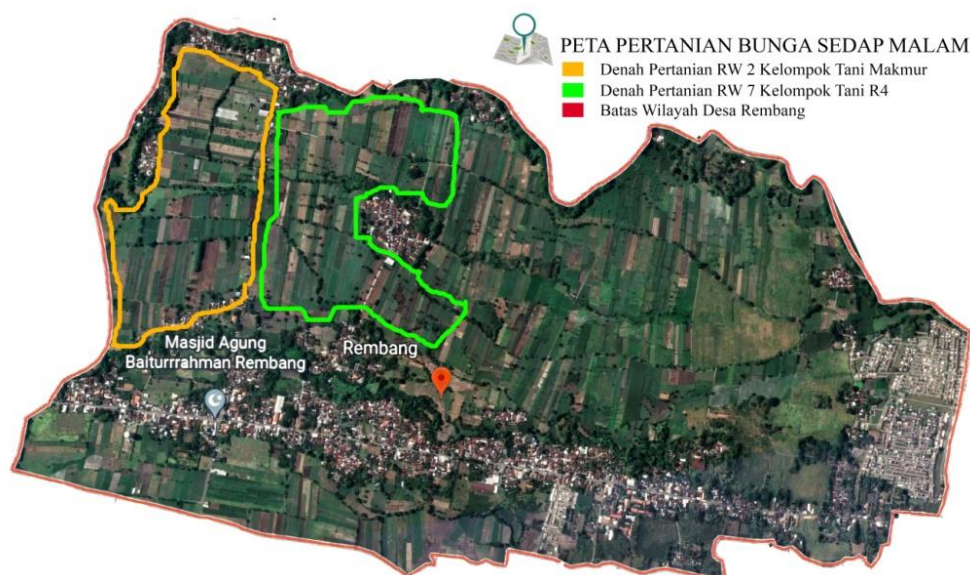 PETA PERTANIAN BUNGA SEDAP MALAM
Denah Pertanian RW 2 Kelompok Tani Makmur
Denah Pertanian RW 7 Kelompok Tani R4
Batas Wilayah Desa Rembang
Masjid Agung
Baiturrrahman Rembang
Rembang